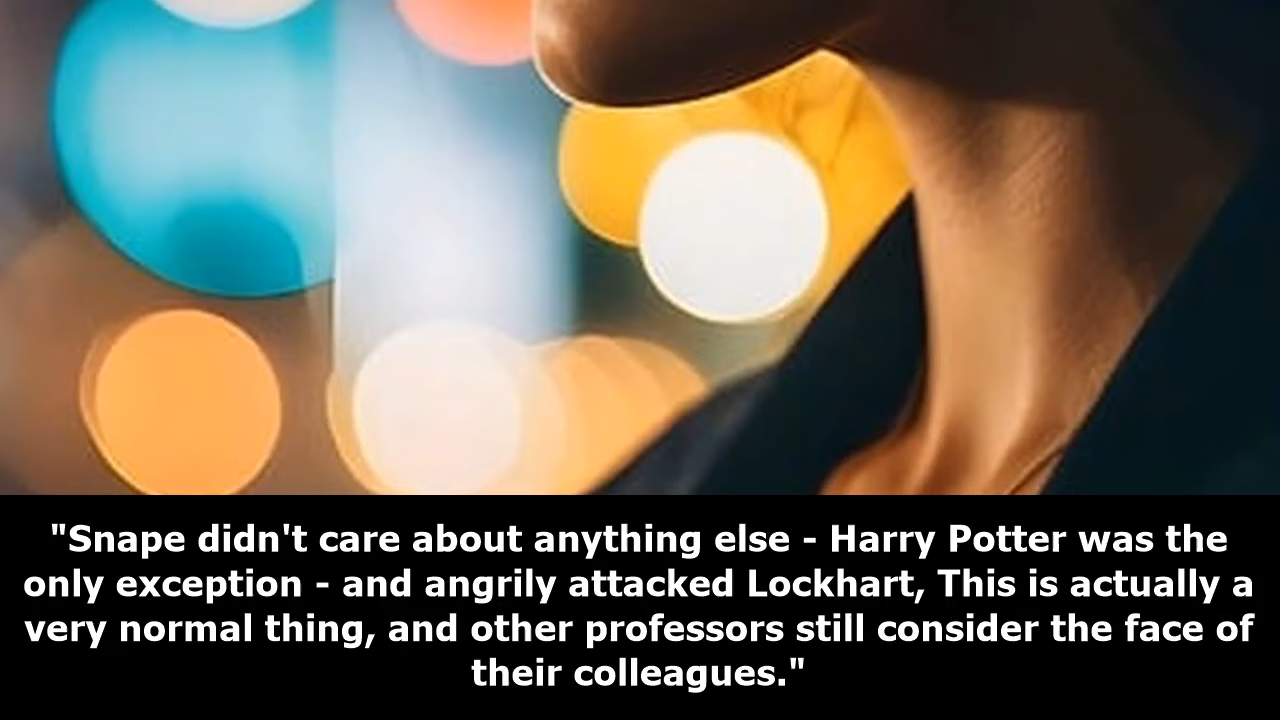 "Snape didn't care about anything else - Harry Potter was the
only exception - and angrily attacked Lockhart, This is actually a
very normal thing, and other professors still consider the face of
their colleagues."